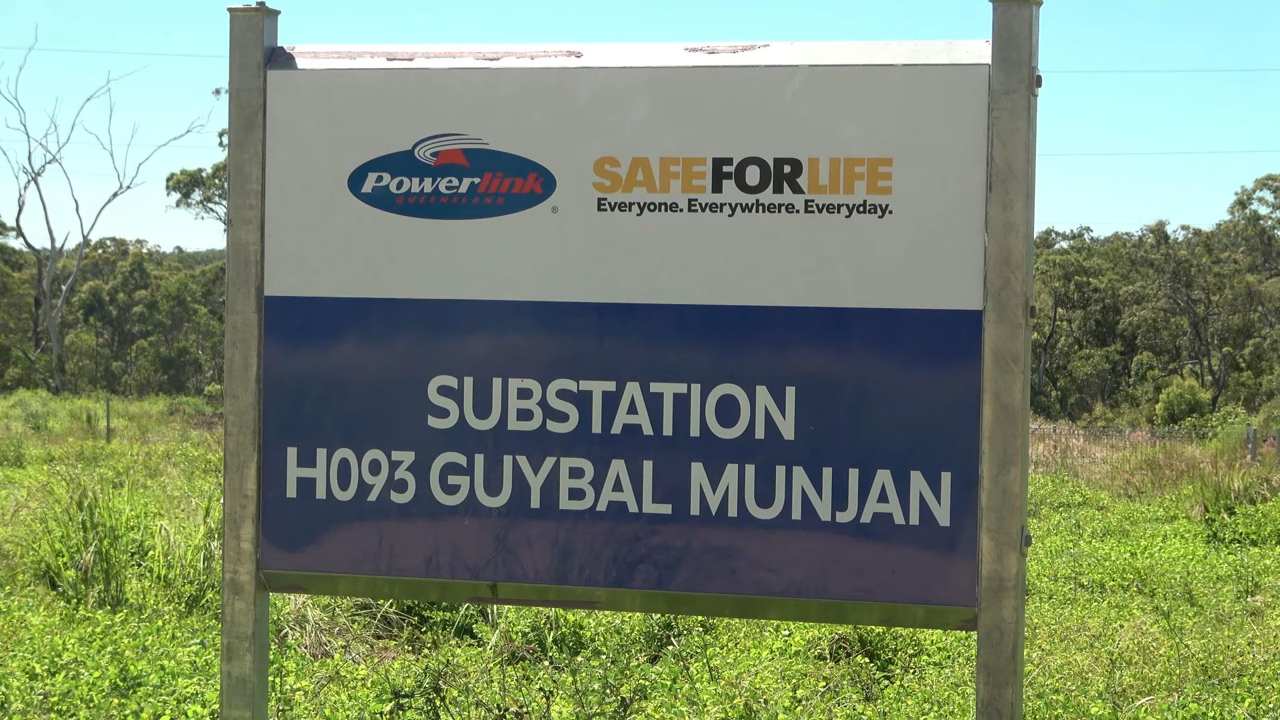 Powerlink
QUEENSLAND
®
SAFEFORLIFE
Everyone. Everywhere. Everyday.
SUBSTATION
H093 GUYBAL MUNJAN